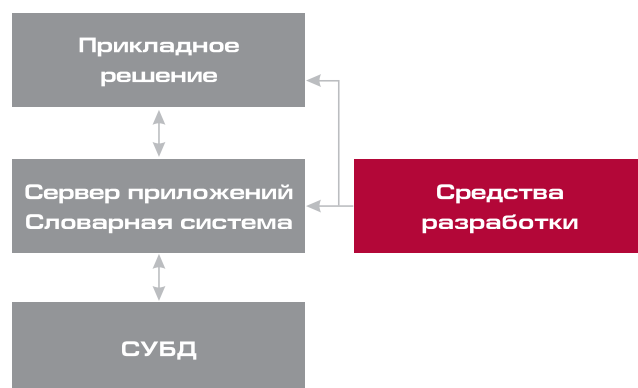 Прикладное
решение
Сервер приложений
Словарная система
Средства
разработки
СУБД